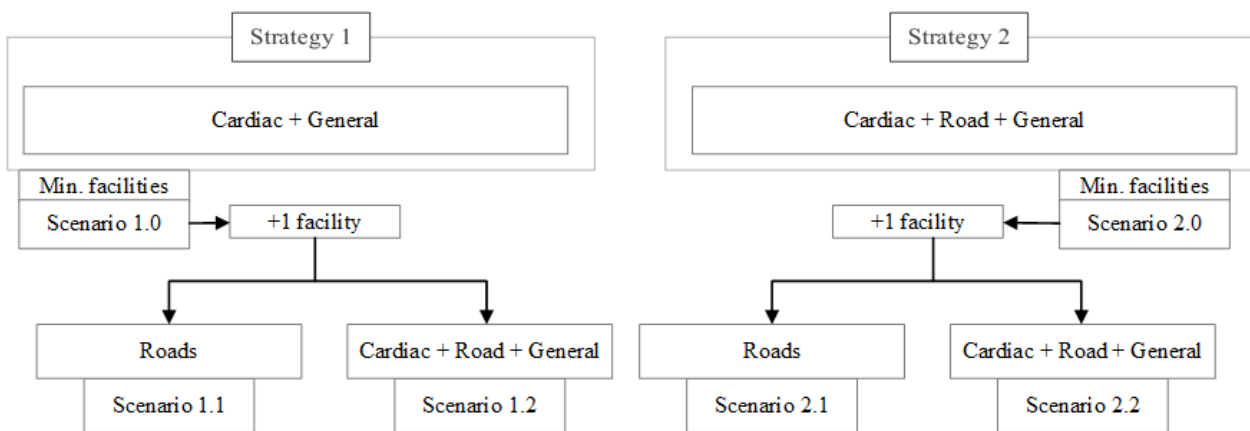 Strategy 1
Cardiac + General
Min. facilities
Scenario 1.0
+1 facility
Roads
Scenario 1.1
Cardiac + Road + General
Scenario 1.2
Strategy 2
Cardiac + Road + General
Min. facilities
Scenario 2.0
+1 facility
Roads
Scenario 2.1
Cardiac + Road + General
Scenario 2.2